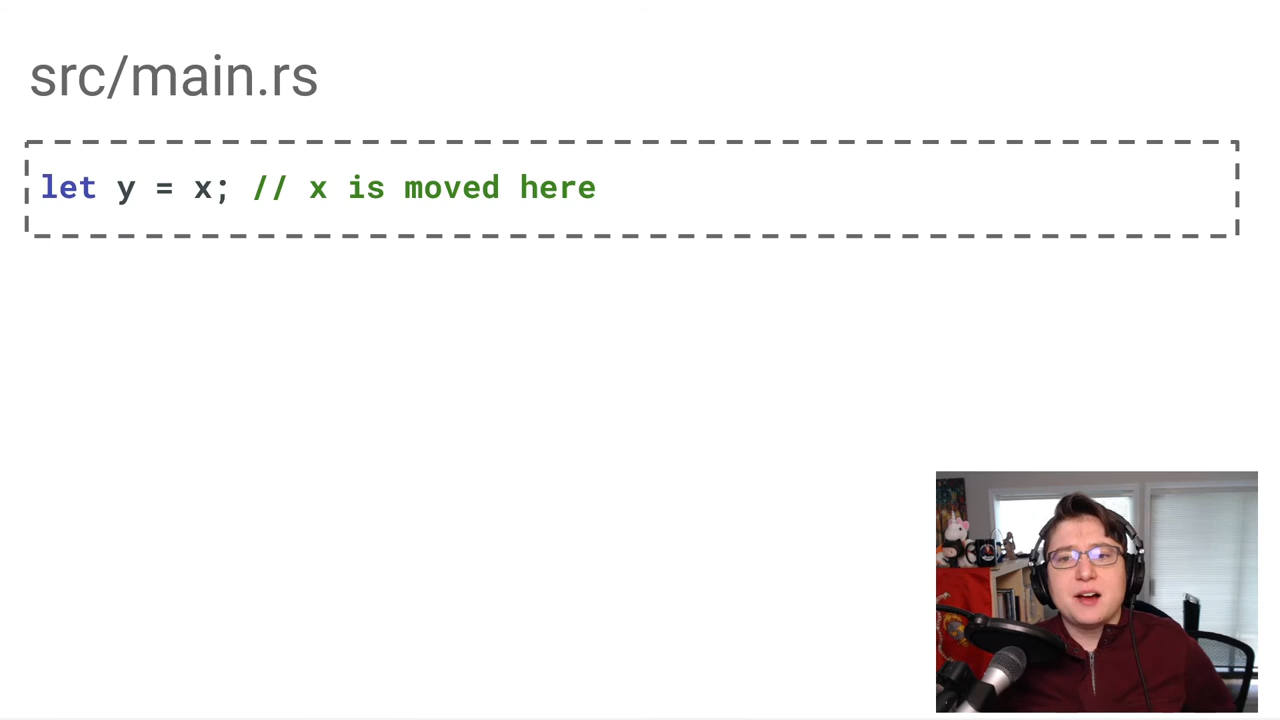 src/main.rs
let y = x; // x is moved here